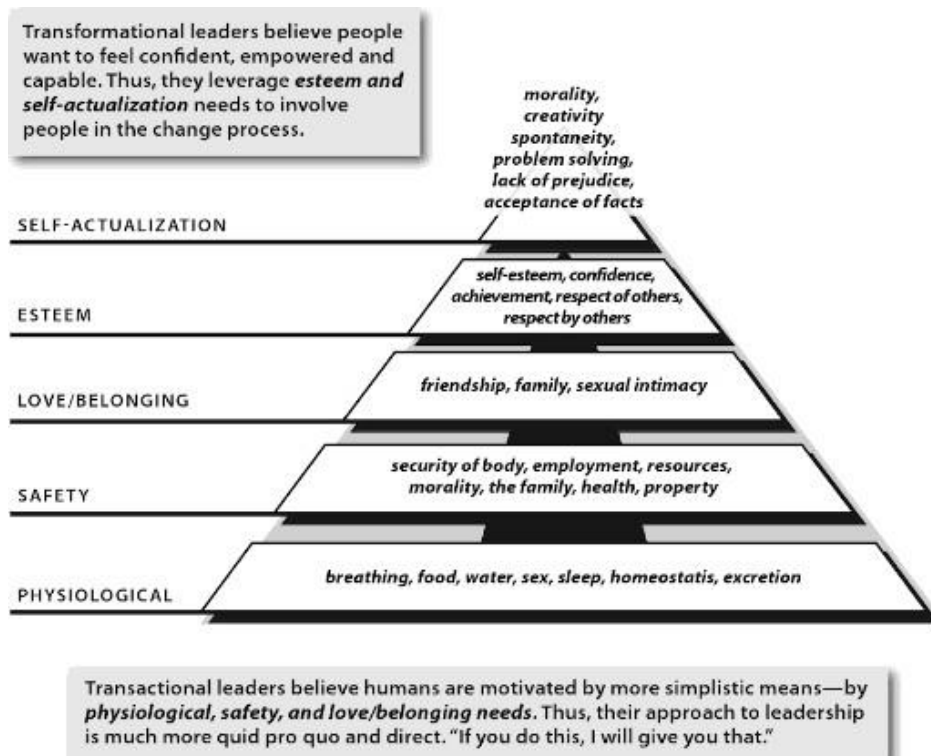 Transformational leaders believe people
want to feel confident, empowered and
capable. Thus, they leverage esteem and
self-actualization needs to involve
people in the change process.
morality,
creativity
spontaneity,
problem solving,
lack of prejudice,
acceptance of facts
SELF-ACTUALIZATION
self-esteem, confidence,
achievement, respect of others,
respect by others
ESTEEM
friendship, family, sexual intimacy
LOVE/BELONGING
security of body, employment, resources,
morality, the family, health, property
SAFETY
breathing, food, water, sex, sleep, homeostatis, excretion
PHYSIOLOGICAL
Transactional leaders believe humans are motivated by more simplistic means—by
physiological, safety, and love/belonging needs. Thus, their approach to leadership
is much more quid pro quo and direct. “If you do this, I will give you that.”